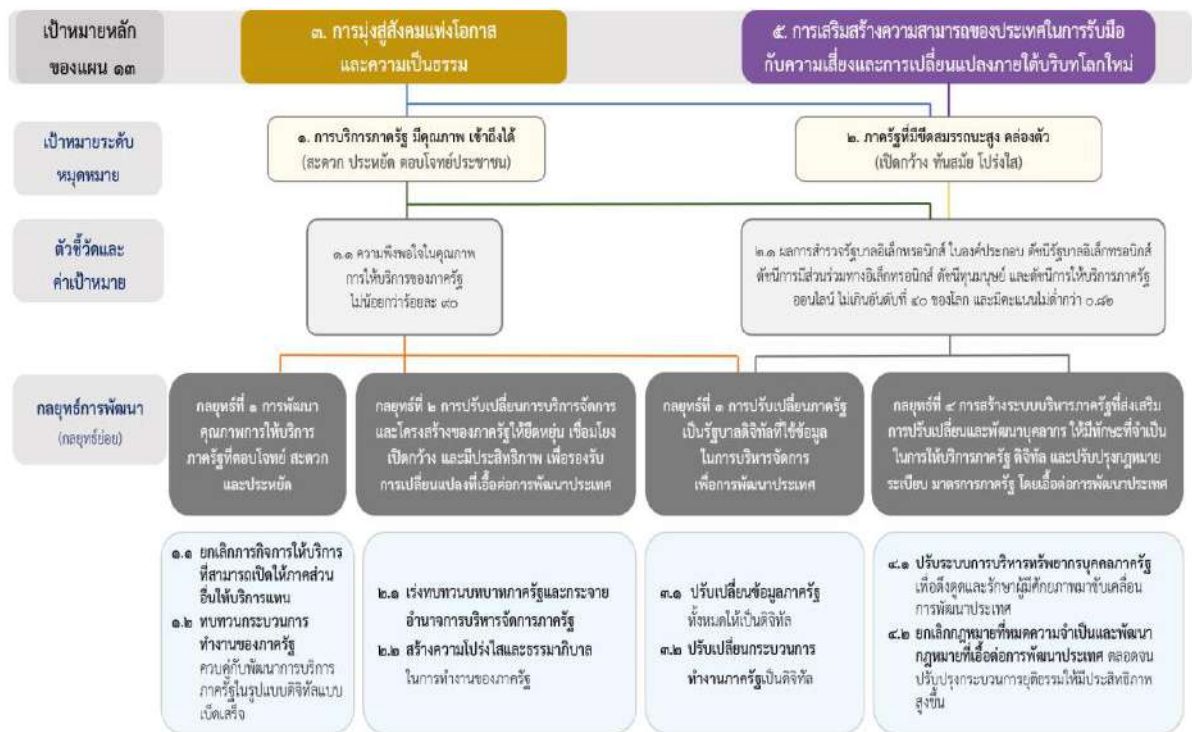 เป้าหมายหลัก
ของแผน ๑๓
๓. การมุ่งสู่สังคมแห่งโอกาส
และความเป็นธรรม
๕. การเสริมสร้างความสามารถของประเทศในการรับมือ
กับความเสี่ยงและการเปลี่ยนแปลงภายใต้บริบทโลกใหม่
เป้าหมายระดับ
หมุดหมาย
๑. การบริการภาครัฐ มีคุณภาพ เข้าถึงได้
(สะดวก ประหยัด ตอบโจทย์ประชาชน)
๒. ภาครัฐที่มีขีดสมรรถนะสูง คล่องตัว
(เปิดกว้าง ทันสมัย โปร่งใส)
ตัวชี้วัดและ
ค่าเป้าหมาย
๑.๑ ความพึงพอใจในคุณภาพ
การให้บริการของภาครัฐ
ไม่น้อยกว่าร้อยละ ๙๐
๒.๑ ผลการสำรวจรัฐบาลอิเล็กทรอนิกส์ ในองค์ประกอบ ดัชนีรัฐบาลอิเล็กทรอนิกส์
ดัชนีการมีส่วนร่วมทางอิเล็กทรอนิกส์ ดัชนีทุนมนุษย์ และดัชนีการให้บริการภาครัฐ
ออนไลน์ ไม่เกินอันดับที่ ๔๐ ของโลก และมีคะแนนไม่ต่ำกว่า ๐.๘๒
กลยุทธ์การพัฒนา
(กลยุทธ์ย่อย)
กลยุทธ์ที่ ๑ การพัฒนา
คุณภาพการให้บริการ
ภาครัฐที่ตอบโจทย์ สะดวก
และประหยัด
กลยุทธ์ที่ ๒ การปรับเปลี่ยนการบริหารจัดการ
และโครงสร้างของภาครัฐให้ยืดหยุ่น เชื่อมโยง
เปิดกว้าง และมีประสิทธิภาพ เพื่อรองรับ
การเปลี่ยนแปลงที่เอื้อต่อการพัฒนาประเทศ
กลยุทธ์ที่ ๓ การปรับเปลี่ยนภาครัฐ
เป็นรัฐบาลดิจิทัลที่ใช้ข้อมูล
ในการบริหารจัดการ
เพื่อการพัฒนาประเทศ
กลยุทธ์ที่ ๔ การสร้างระบบบริหารภาครัฐที่ส่งเสริม
การปรับเปลี่ยนและพัฒนาบุคลากร ให้มีทักษะที่จำเป็น
ในการให้บริการภาครัฐ ดิจิทัล และปรับปรุงกฎหมาย
ระเบียบ มาตรการภาครัฐ โดยเอื้อต่อการพัฒนาประเทศ
๑.๑ ยกเลิกภารกิจการให้บริการ
ที่สามารถเปิดให้ภาคส่วน
อื่นให้บริการแทน
๑.๒ ทบทวนกระบวนการ
ทำงานของภาครัฐ
ควบคู่กับพัฒนาการบริการ
ภาครัฐในรูปแบบดิจิทัลแบบ
เบ็ดเสร็จ
๒.๑ เร่งทบทวนบทบาทภาครัฐและกระจาย
อำนาจการบริหารจัดการภาครัฐ
๒.๒ สร้างความโปร่งใสและธรรมาภิบาล
ในการทำงานของภาครัฐ
๓.๑ ปรับเปลี่ยนข้อมูลภาครัฐ
ทั้งหมดให้เป็นดิจิทัล
๓.๒ ปรับเปลี่ยนกระบวนการ
ทำงานภาครัฐเป็นดิจิทัล
๔.๑ ปรับระบบการบริหารทรัพยากรบุคคลภาครัฐ
เพื่อดึงดูดและรักษาผู้มีศักยภาพมาขับเคลื่อน
การพัฒนาประเทศ
๔.๒ ยกเลิกกฎหมายที่หมดความจำเป็นและพัฒนา
กฎหมายที่เอื้อต่อการพัฒนาประเทศ ตลอดจน
ปรับปรุงกระบวนการยุติธรรมให้มีประสิทธิภาพ
สูงขึ้น